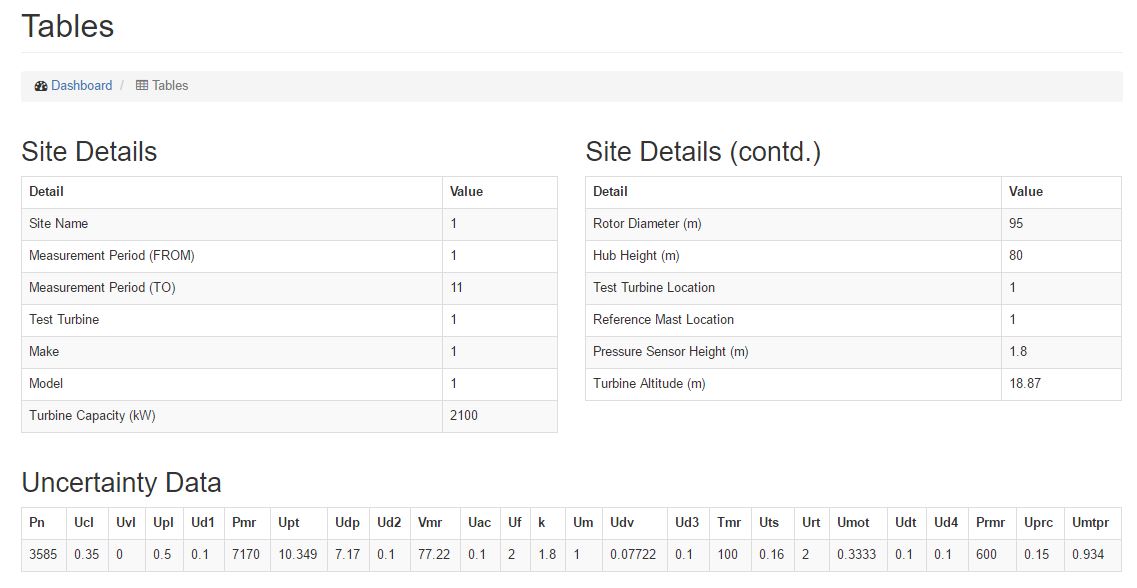 Tables
Dashboard / Tables
Site Details
Detail Value
Site Name 1
Measurement Period (FROM) 1
Measurement Period (TO) 11
Test Turbine 1
Make 1
Model 1
Turbine Capacity (kW) 2100
Site Details (contd.)
Detail Value
Rotor Diameter (m) 95
Hub Height (m) 80
Test Turbine Location 1
Reference Mast Location 1
Pressure Sensor Height (m) 1.8
Turbine Altitude (m) 18.87
Uncertainty Data
Pn Ucl Uvl Upl Ud1 Pmr Upt Udp Ud2 Vmr Uac Uf k Um Udv Ud3 Tmr Uts Urt Umot Udt Ud4 Prmr Uprc Umtpr
3585 0.35 0 0.5 0.1 7170 10.349 7.17 0.1 77.22 0.1 2 1.8 1 0.07722 0.1 100 0.16 2 0.3333 0.1 0.1 600 0.15 0.934